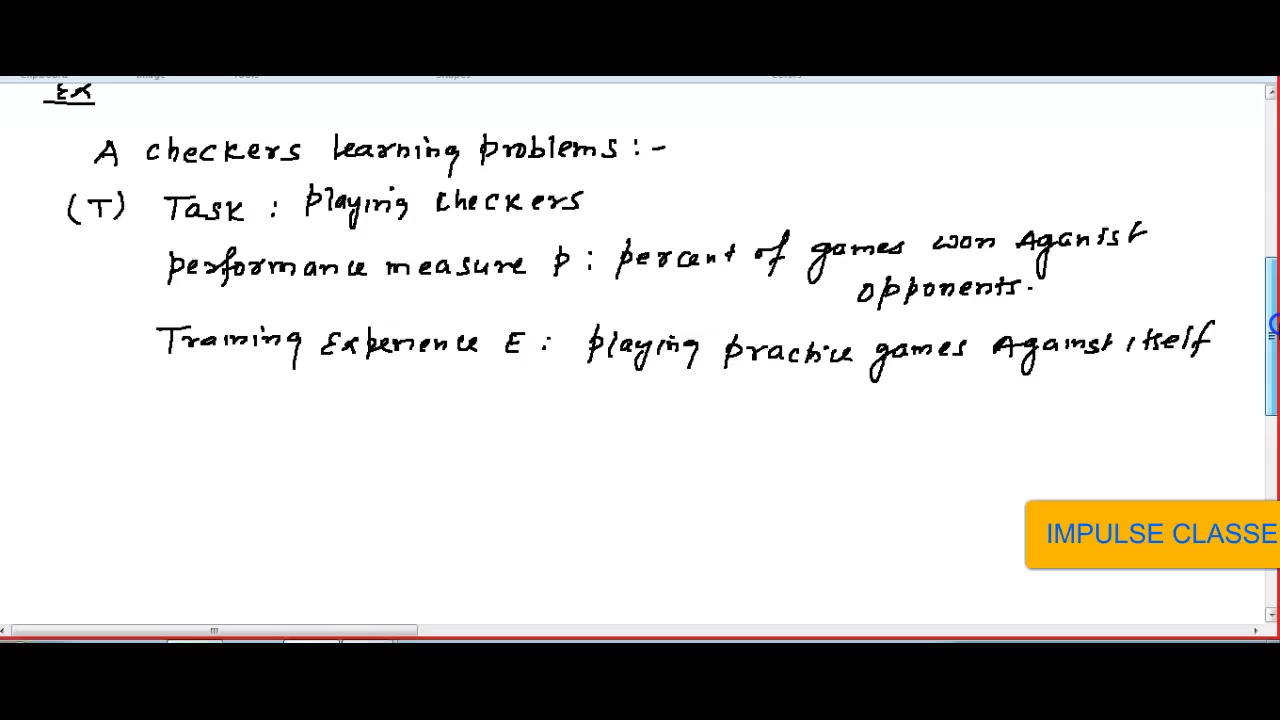 Ex
A checkers learning problems :-
(T) Task : playing checkers
performance measure p : percent of games won Aganist
opponents.
Training Experience E : playing practice games Against itself
IMPULSE CLASSE